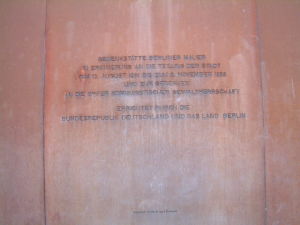 GEDENKSTÄTTE BERLINER MAUER
IN ERINNERUNG AN DIE TEILUNG DER STADT
VOM 13. AUGUST 1961 BIS ZUM 9. NOVEMBER 1989
UND ZUM GEDENKEN
AN DIE OPFER KOMMUNISTISCHER GEWALTHERRSCHAFT
ERRICHTET DURCH DIE
BUNDESREPUBLIK DEUTSCHLAND UND DAS LAND BERLIN